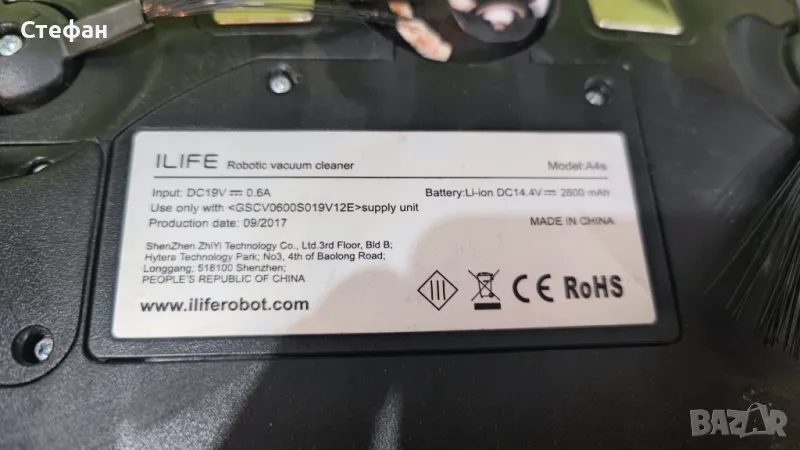 Стефан
ILIFE Robotic vacuum cleaner Model:A4s
Input: DC19V 0.6A Battery:Li-ion DC14.4V 2600 mAh
Use only with <GSCV0600S019V12E>supply unit
Production date: 09/2017 MADE IN CHINA
ShenZhen ZhiYi Technology Co., Ltd.3rd Floor, Bld B;
Hytera Technology Park; No3, 4th of Baolong Road;
Longgang; 518100 Shenzhen;
PEOPLE'S REPUBLIC OF CHINA
www.iliferobot.com
III CE RoHS
BAZAR